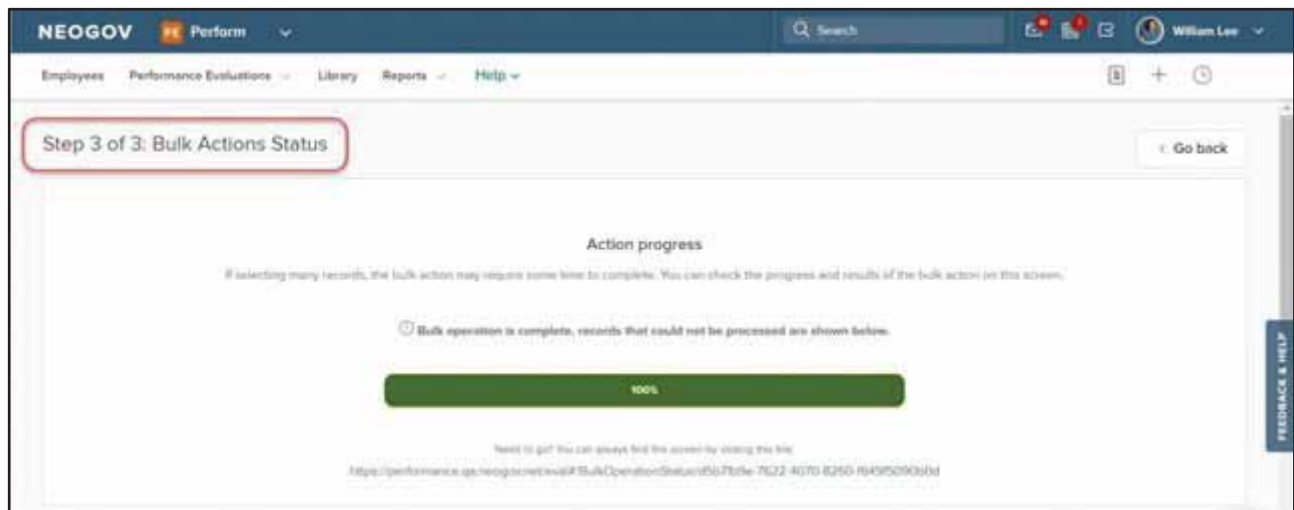 NEOGOV PE Perform Search William Lee
Employees Performance Evaluations Library Reports Help
Step 3 of 3: Bulk Actions Status
Go back
Action progress
If selecting many records, the bulk action may require some time to complete. You can check the progress and results of the bulk action on this screen.
Bulk operation is complete, records that could not be processed are shown below.
100%
Need to go? You can always find this screen by visiting this link:
FEEDBACK & HELP